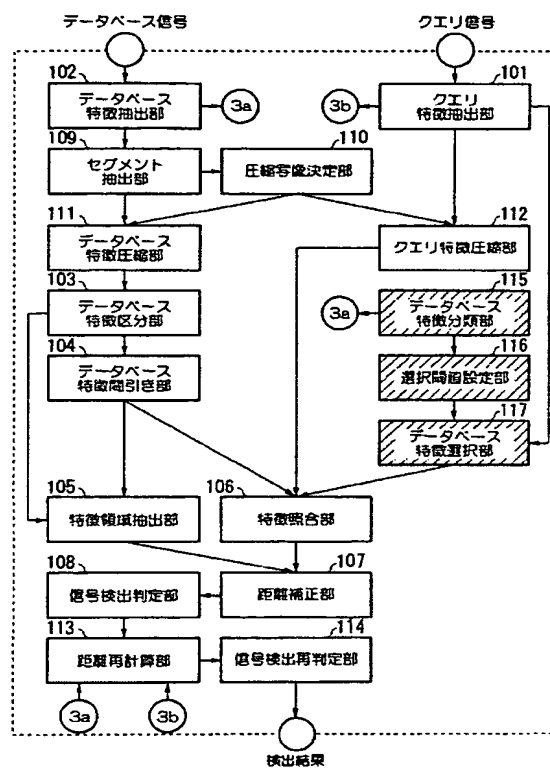 データベース信号
クエリ信号
102
データベース
特徴抽出部
3a
3b
101
クエリ
特徴抽出部
109
セグメント
抽出部
110
圧縮写像決定部
111
データベース
特徴圧縮部
112
クエリ特徴圧縮部
103
データベース
特徴区分部
3a
115
データベース
特徴分類部
104
データベース
特徴間引き部
116
選択閾値設定部
117
データベース
特徴選択部
105
特徴領域抽出部
106
特徴照合部
108
信号検出判定部
107
距離補正部
113
距離再計算部
114
信号検出再判定部
3a
3b
検出結果